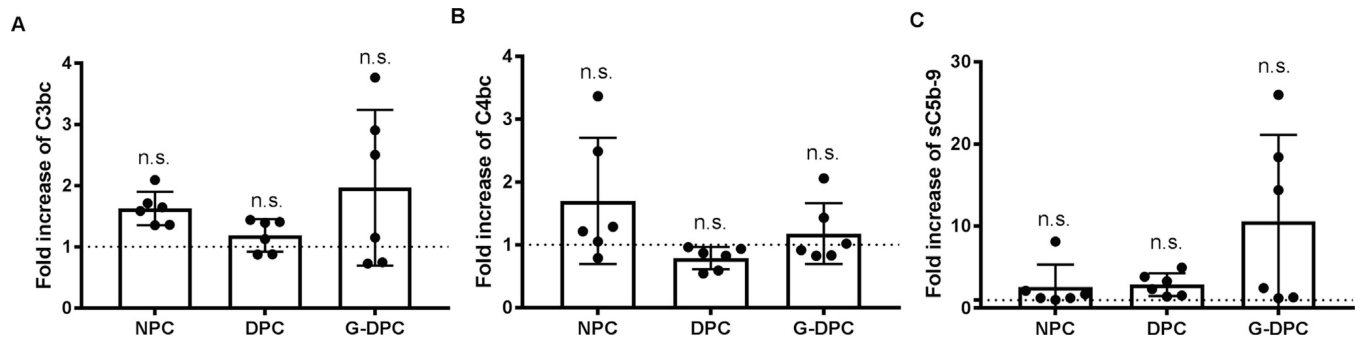 A
Fold increase of C3bc
4
3
2
1
0
n.s.
n.s.
n.s.
NPC
DPC
G-DPC
B
Fold increase of C4bc
4
3
2
1
0
n.s.
n.s.
n.s.
NPC
DPC
G-DPC
C
Fold increase of sC5b-9
30
20
10
0
n.s.
n.s.
n.s.
NPC
DPC
G-DPC